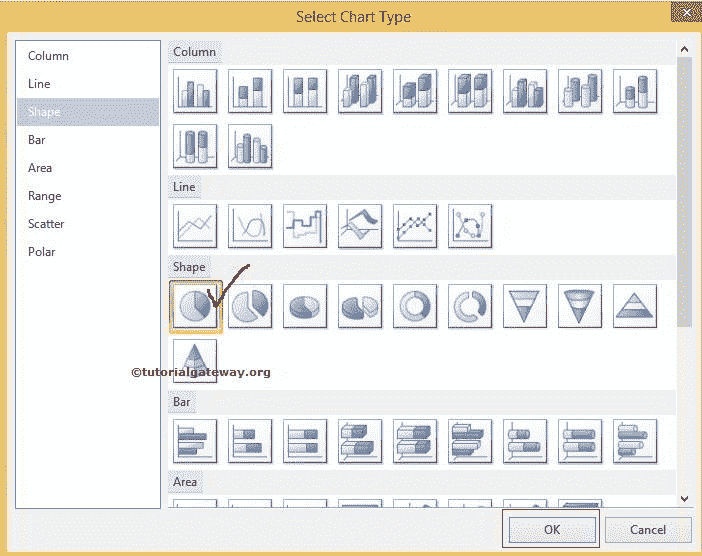 Select Chart Type
Column
Line
Shape
Bar
Area
Range
Scatter
Polar
Column
Line
Shape
©tutorialgateway.org
Bar
Area
OK
Cancel